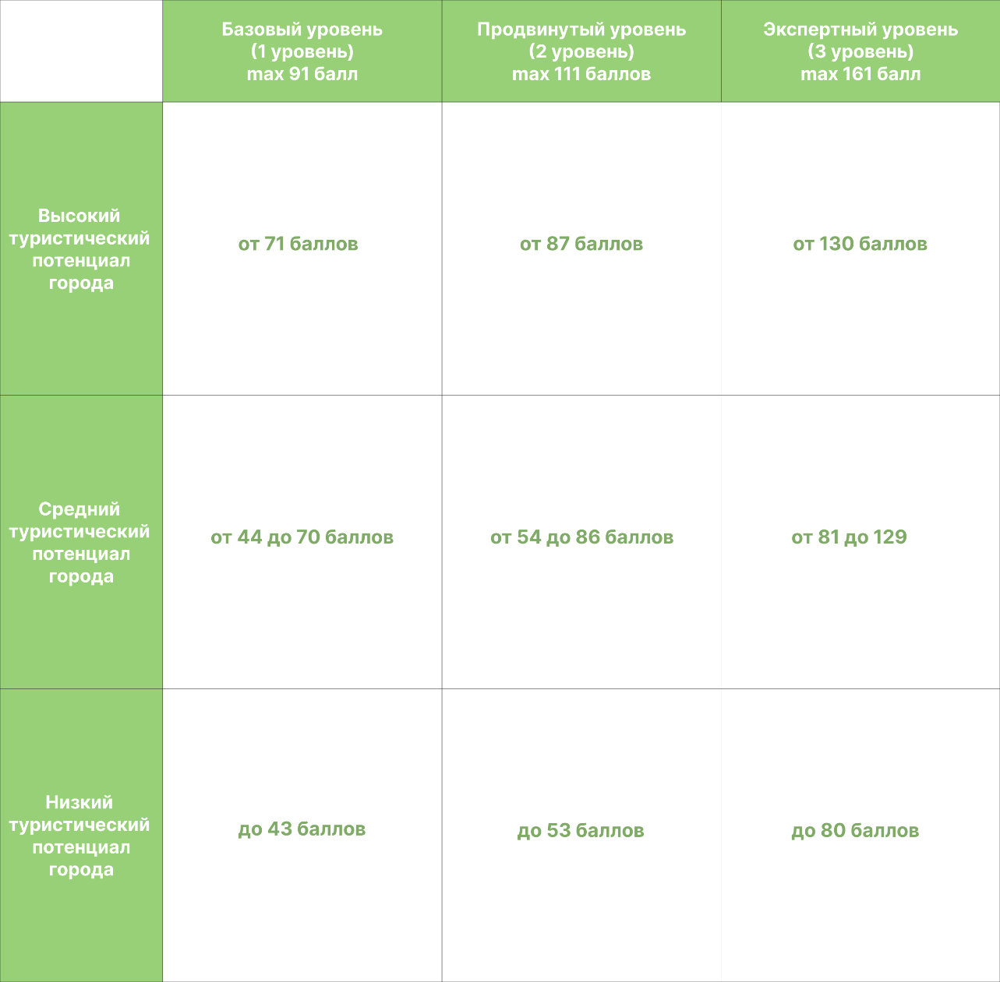 Базовый уровень
(1 уровень)
max 91 балл
Продвинутый уровень
(2 уровень)
max 111 баллов
Экспертный уровень
(3 уровень)
max 161 балл
Высокий
туристический
потенциал
города
от 71 баллов
от 87 баллов
от 130 баллов
Средний
туристический
потенциал
города
от 44 до 70 баллов
от 54 до 86 баллов
от 81 до 129
Низкий
туристический
потенциал
города
до 43 баллов
до 53 баллов
до 80 баллов